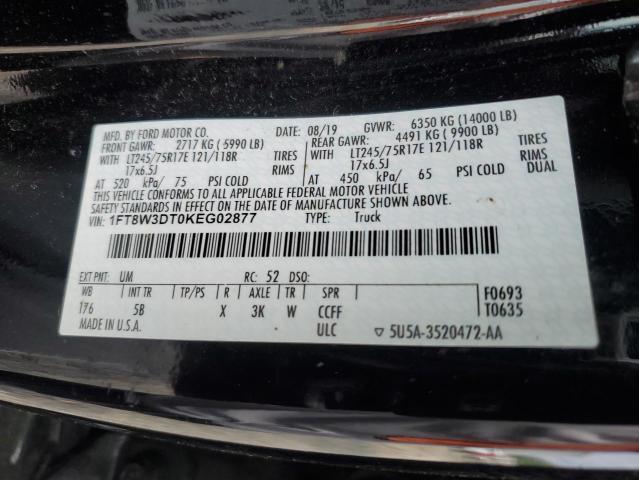 MFD. BY FORD MOTOR CO. 08/19 GVWR: 6350 KG (14000 LB)
FRONT GAWR: 2717 KG (5990 LB) REAR GAWR: 4491 KG (9900 LB)
WITH LT245/75R17E 121/118R TIRES WITH LT245/75R17E 121/118R TIRES
17x6.5J RIMS 17x6.5J RIMS
AT 520 kPa/ 75 PSI COLD AT 450 kPa/ 65 PSI COLD DUAL
THIS VEHICLE CONFORMS TO ALL APPLICABLE FEDERAL MOTOR VEHICLE
SAFETY STANDARDS IN EFFECT ON THE DATE OF MANUFACTURE SHOWN ABOVE.
VIN: 1FT8W3DT0KEG02877 TYPE: Truck
EXT PNT: UM RC: 52 DSO:
WB INT TR TP/PS R AXLE TR SPR F0693
176 5B X 3K W CCFF T0635
MADE IN U.S.A. ULC ▽ 5U5A-3520472-AA